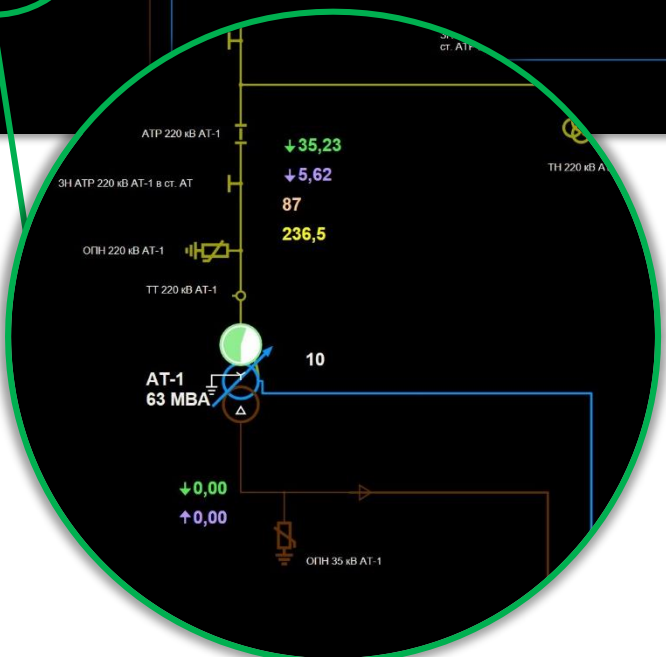 ст.
АТР 220 кВ АТ-1
↓35,23
↓5,62
ЗН АТР 220 кВ АТ-1 в ст. АТ
87
236,5
ТН 220 кВ
ОПН 220 кВ АТ-1
ТТ 220 кВ АТ-1
10
АТ-1
63 МВА
↓0,00
↑0,00
ОПН 35 кВ АТ-1